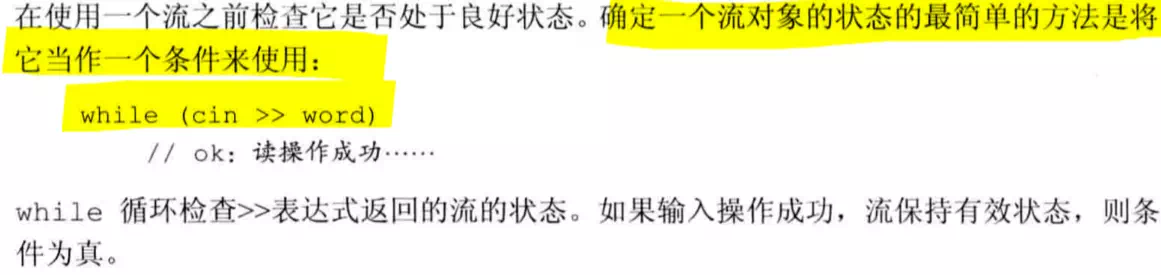 在使用一个流之前检查它是否处于良好状态。确定一个流对象的状态的最简单的方法是将
它当作一个条件来使用：
while (cin >> word)
// ok: 读操作成功……
while 循环检查>>表达式返回的流的状态。如果输入操作成功，流保持有效状态，则条
件为真。